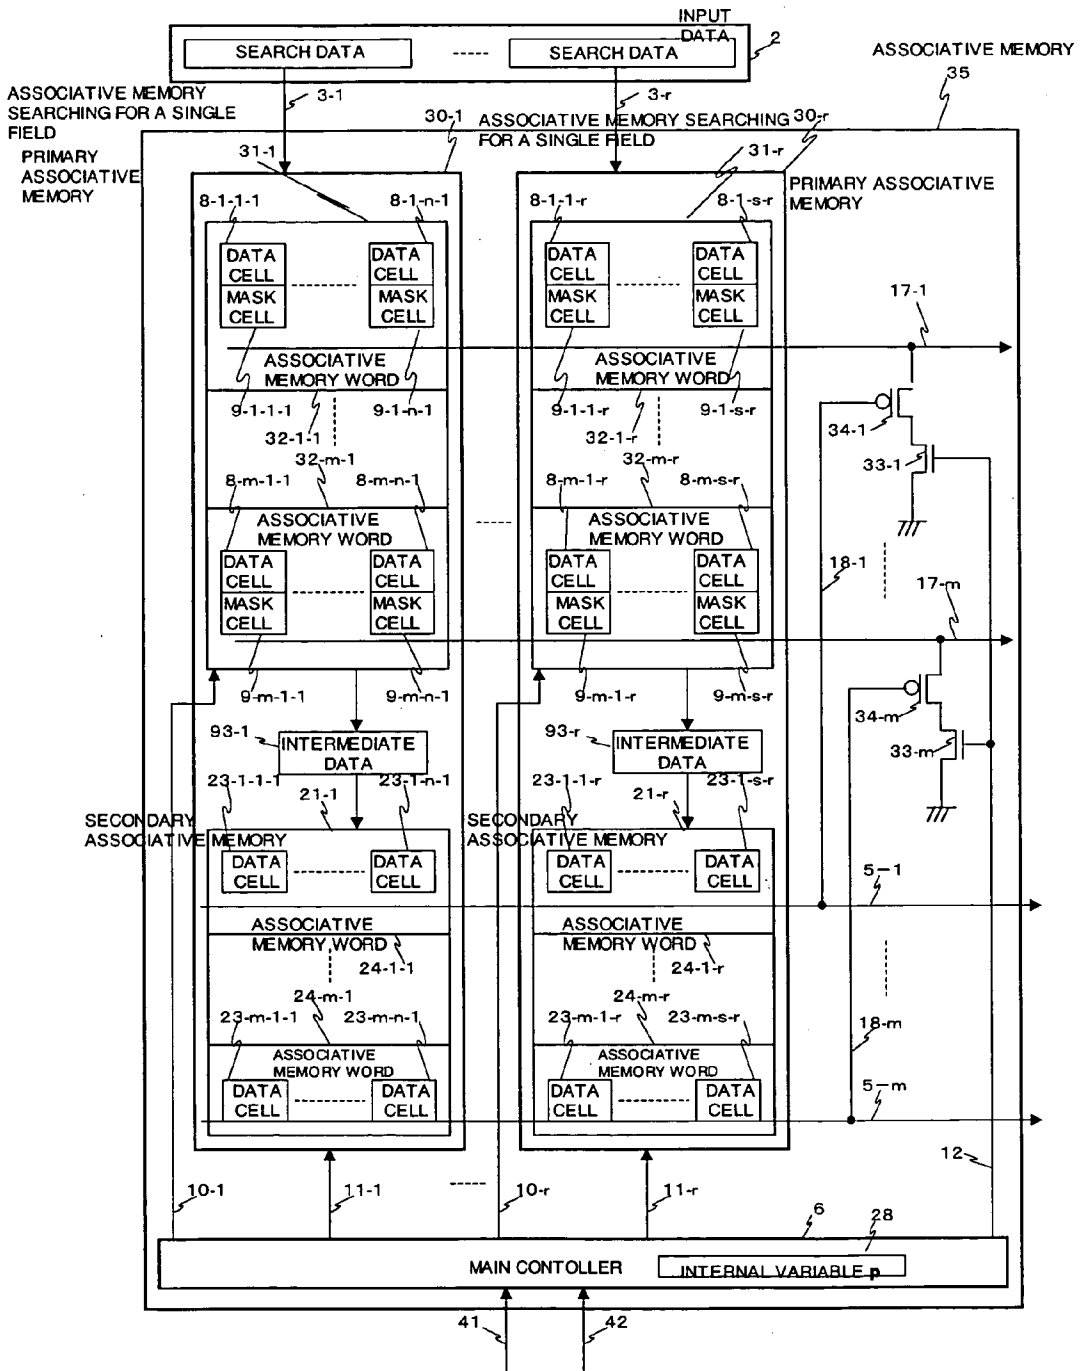 INPUT
DATA
2
SEARCH DATA
SEARCH DATA
ASSOCIATIVE MEMORY
35
ASSOCIATIVE MEMORY
SEARCHING FOR A SINGLE
FIELD
3-1
3-r
30-1
ASSOCIATIVE MEMORY SEARCHING
FOR A SINGLE FIELD
30-r
PRIMARY
ASSOCIATIVE
MEMORY
31-1
31-r
PRIMARY ASSOCIATIVE
MEMORY
8-1-1-1
8-1-n-1
8-1-1-r
8-1-s-r
DATA
CELL
MASK
CELL
DATA
CELL
MASK
CELL
DATA
CELL
MASK
CELL
DATA
CELL
MASK
CELL
17-1
ASSOCIATIVE
MEMORY WORD
ASSOCIATIVE
MEMORY WORD
9-1-1-1
9-1-n-1
9-1-1-r
9-1-s-r
34-1
33-1
32-1-1
32-1-r
32-m-1
32-m-r
8-m-1-1
8-m-n-1
8-m-1-r
8-m-s-r
ASSOCIATIVE
MEMORY WORD
ASSOCIATIVE
MEMORY WORD
DATA
CELL
MASK
CELL
DATA
CELL
MASK
CELL
DATA
CELL
MASK
CELL
DATA
CELL
MASK
CELL
18-1
17-m
9-m-1-1
9-m-n-1
9-m-1-r
9-m-s-r
34-m
33-m
93-1
INTERMEDIATE
DATA
93-r
INTERMEDIATE
DATA
23-1-1-1
23-1-n-1
23-1-1-r
23-1-s-r
21-1
21-r
SECONDARY
ASSOCIATIVE MEMORY
SECONDARY
ASSOCIATIVE MEMORY
DATA
CELL
DATA
CELL
DATA
CELL
DATA
CELL
5-1
ASSOCIATIVE
MEMORY WORD
ASSOCIATIVE
MEMORY WORD
24-1-1
24-1-r
24-m-1
24-m-r
23-m-1-1
23-m-n-1
23-m-1-r
23-m-s-r
18-m
ASSOCIATIVE
MEMORY WORD
ASSOCIATIVE
MEMORY WORD
DATA
CELL
DATA
CELL
DATA
CELL
DATA
CELL
5-m
12
10-1
11-1
10-r
11-r
6
28
MAIN CONTOLLER
INTERNAL VARIABLE p
41
42